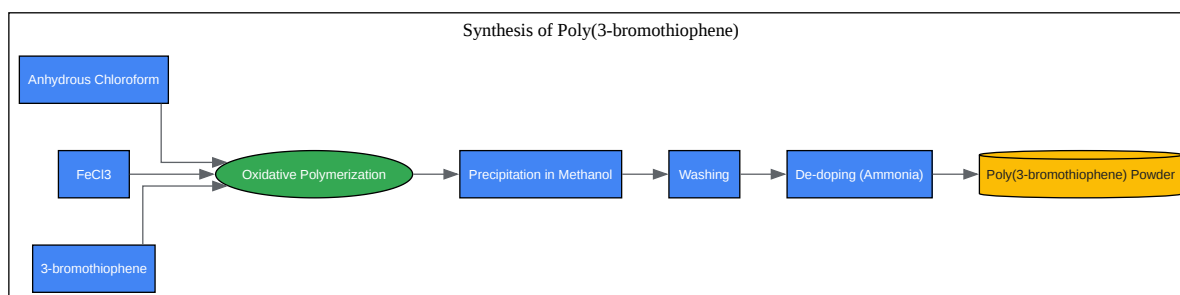 Synthesis of Poly(3-bromothiophene)
Anhydrous Chloroform
FeCl3
3-bromothiophene
Oxidative Polymerization
Precipitation in Methanol
Washing
De-doping (Ammonia)
Poly(3-bromothiophene) Powder